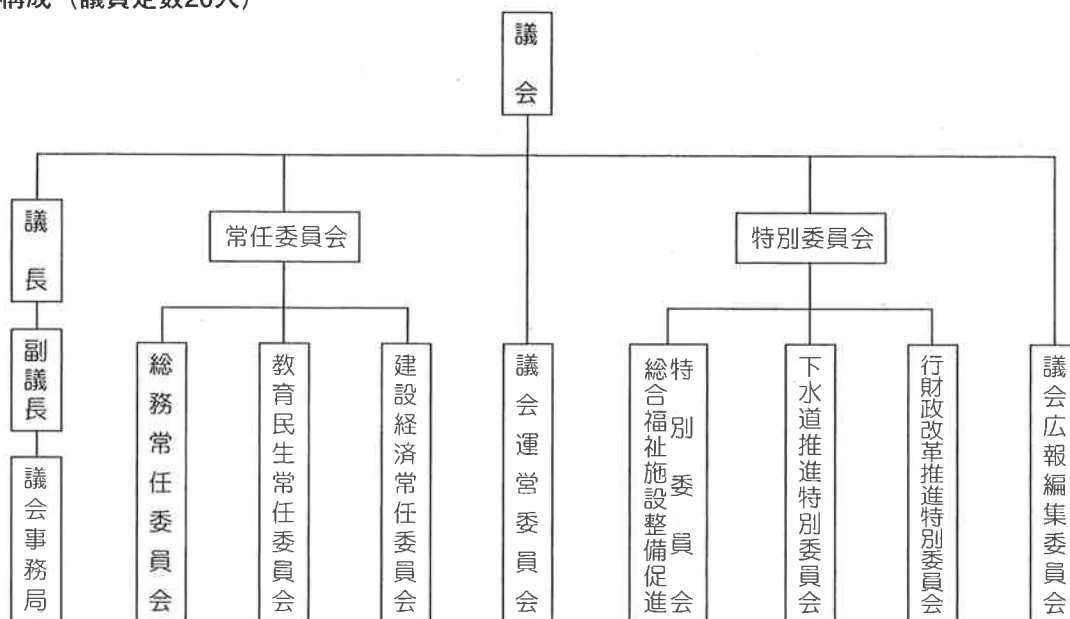 構成（議員定数20人）
議会
議長
副議長
議会事務局
常任委員会
総務常任委員会
教育民生常任委員会
建設経済常任委員会
議会運営委員会
特別委員会
総合福祉施設整備促進
特別委員会
下水道推進特別委員会
行財政改革推進特別委員会
議会広報編集委員会